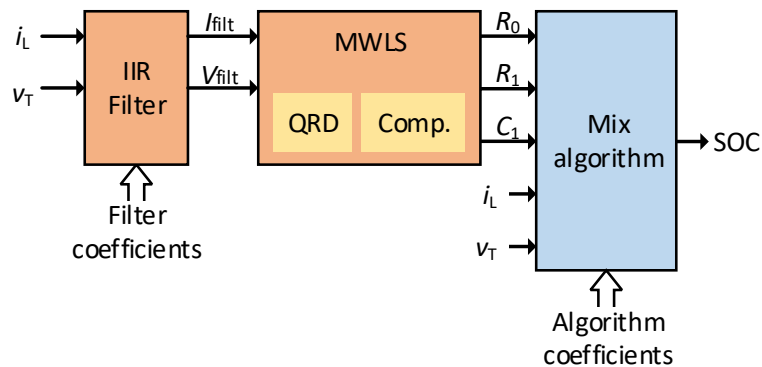 i_L
v_T
IIR
Filter
Filter
coefficients
I_filt
V_filt
MWLS
QRD
Comp.
R_0
R_1
C_1
i_L
v_T
Mix
algorithm
Algorithm
coefficients
SOC